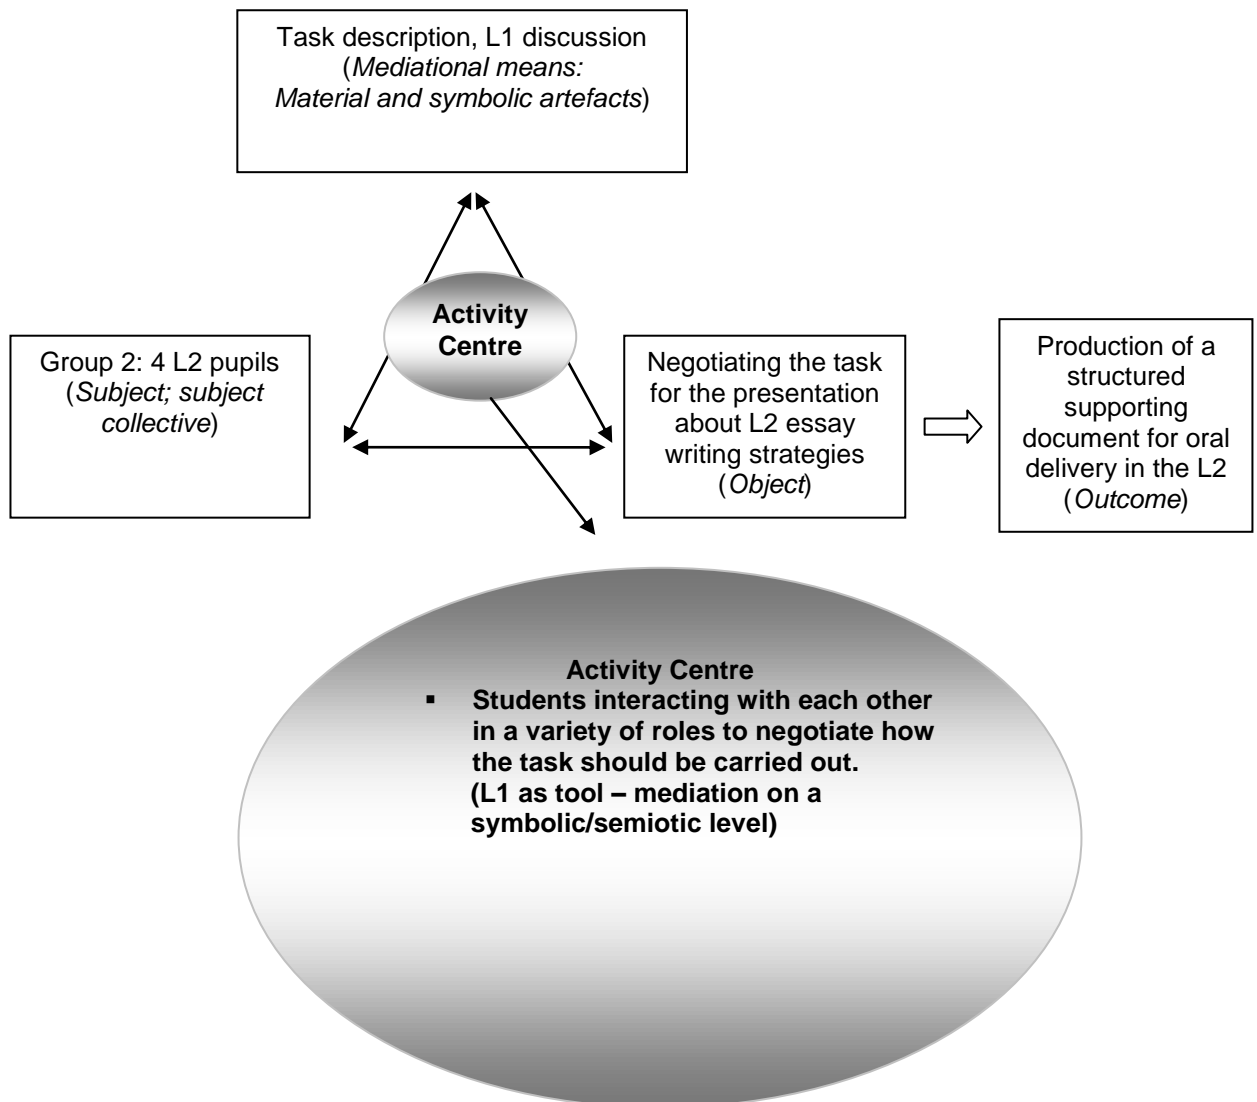 Task description, L1 discussion
(Mediational means:
Material and symbolic artefacts)
Activity
Centre
Group 2: 4 L2 pupils
(Subject; subject
collective)
Negotiating the task
for the presentation
about L2 essay
writing strategies
(Object)
Production of a
structured
supporting
document for oral
delivery in the L2
(Outcome)
Activity Centre
▪ Students interacting with each other
in a variety of roles to negotiate how
the task should be carried out.
(L1 as tool – mediation on a
symbolic/semiotic level)